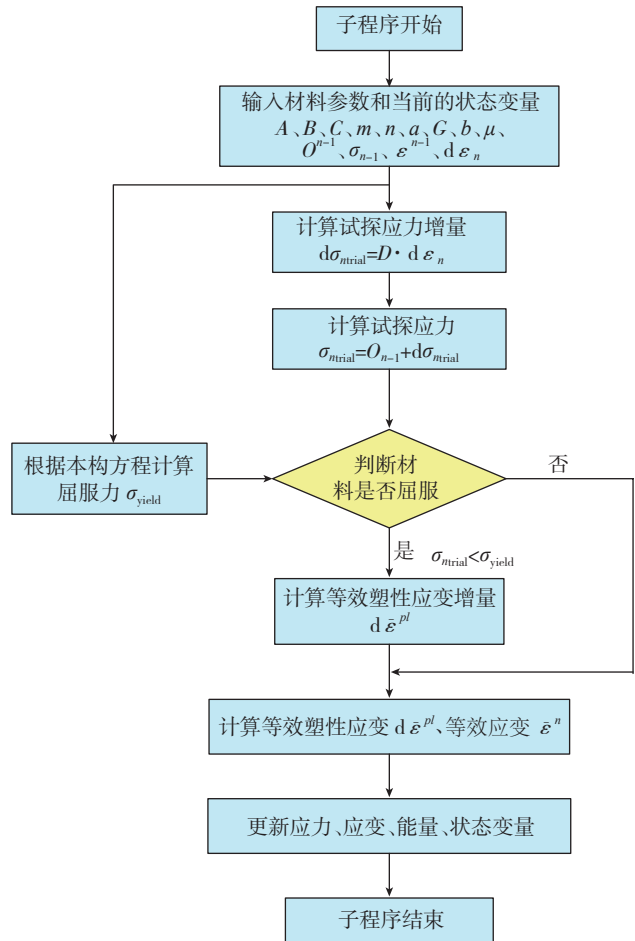 子程序开始
输入材料参数和当前的状态变量
A、B、C、m、n、a、G、b、μ、
O^{n-1}、σ_{n-1}、ε^{n-1}、dε_n
计算试探应力增量
dσ_{ntrial}=D·dε_n
计算试探应力
σ_{ntrial}=O_{n-1}+dσ_{ntrial}
根据本构方程计算
屈服力 σ_{yield}
判断材
料是否屈服
否
是 σ_{ntrial}<σ_{yield}
计算等效塑性应变增量
d ε̄^{pl}
计算等效塑性应变 d ε̄^{pl}、等效应变 ε̄^{n}
更新应力、应变、能量、状态变量
子程序结束